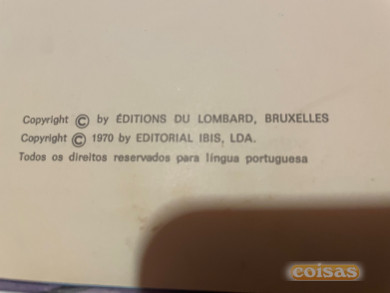 Copyright © by ÉDITIONS DU LOMBARD, BRUXELLES
Copyright © 1970 by EDITORIAL IBIS, LDA.
Todos os direitos reservados para língua portuguesa
coisas